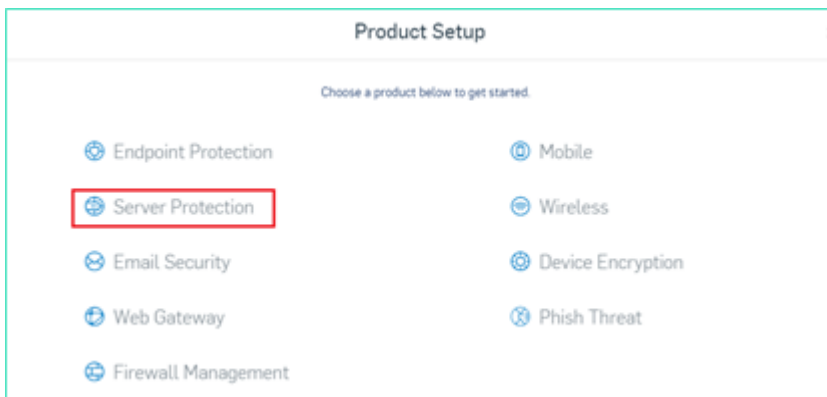 Product Setup
Choose a product below to get started.
Endpoint Protection
Mobile
Server Protection
Wireless
Email Security
Device Encryption
Web Gateway
Phish Threat
Firewall Management